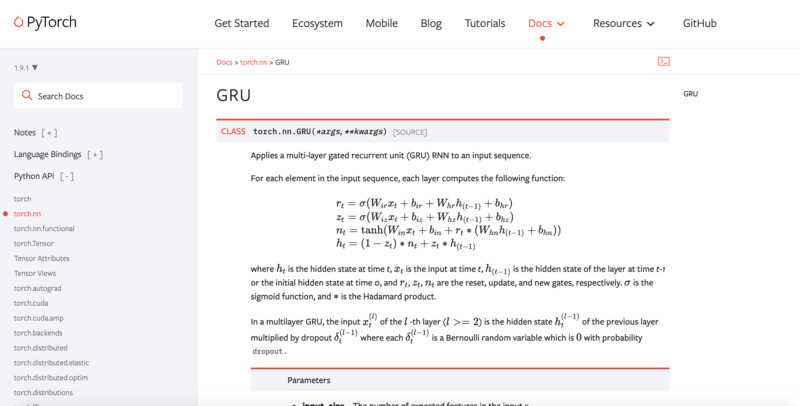 PyTorch
Get Started Ecosystem Mobile Blog Tutorials Docs Resources GitHub
1.9.1 ▼
Search Docs
Notes [ + ]
Language Bindings [ + ]
Python API [ - ]
torch
torch.nn
torch.nn.functional
torch.Tensor
Tensor Attributes
Tensor Views
torch.autograd
torch.cuda
torch.cuda.amp
torch.backends
torch.distributed
torch.distributed.elastic
torch.distributed.optim
torch.distributions
Docs > torch.nn > GRU
GRU
CLASS torch.nn.GRU(*args, **kwargs) [SOURCE]
Applies a multi-layer gated recurrent unit (GRU) RNN to an input sequence.
For each element in the input sequence, each layer computes the following function:
r_t = σ(W_{ir} x_t + b_{ir} + W_{hr} h_{(t−1)} + b_{hr})
z_t = σ(W_{iz} x_t + b_{iz} + W_{hz} h_{(t−1)} + b_{hz})
n_t = tanh(W_{in} x_t + b_{in} + r_t * (W_{hn} h_{(t−1)} + b_{hn}))
h_t = (1 − z_t) * n_t + z_t * h_{(t−1)}
where h_t is the hidden state at time t, x_t is the input at time t, h_{(t−1)} is the hidden state of the layer at time t-1
or the initial hidden state at time 0, and r_t, z_t, n_t are the reset, update, and new gates, respectively. σ is the
sigmoid function, and * is the Hadamard product.
In a multilayer GRU, the input x_t^{(l)} of the l -th layer (l >= 2) is the hidden state h_t^{(l−1)} of the previous layer
multiplied by dropout δ_t^{(l−1)} where each δ_t^{(l−1)} is a Bernoulli random variable which is 0 with probability
dropout .
Parameters
GRU